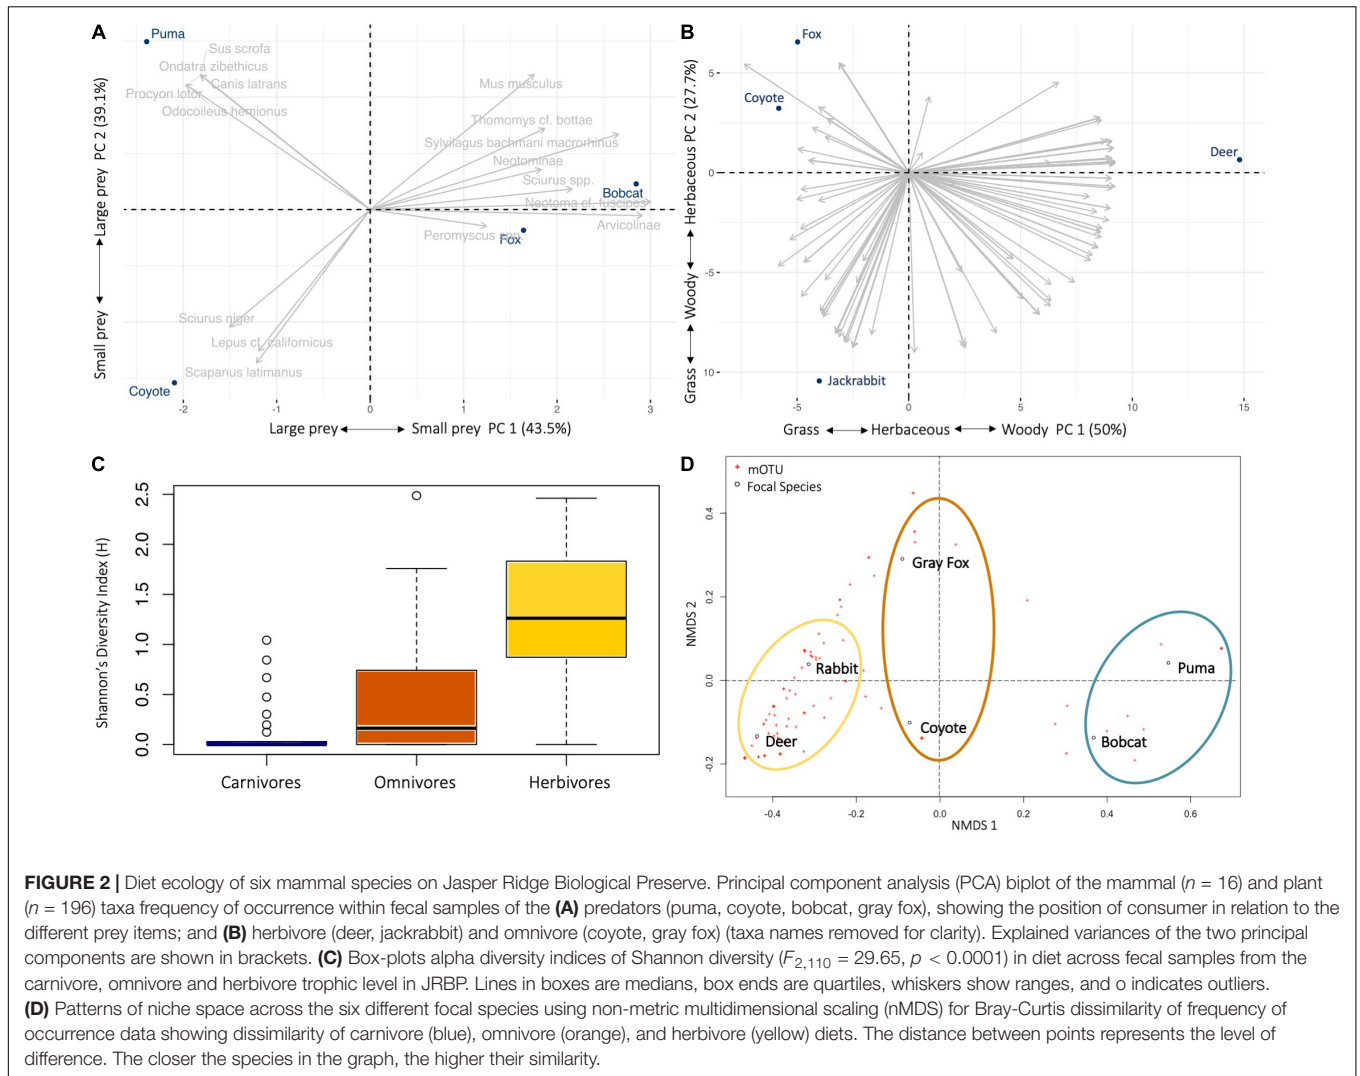 A
Puma
Sus scrofa
Ondatra zibethicus
Canis latrans
Procyon lotor
Odocoileus hemionus
Mus musculus
Thomomys cf. bottae
Sylvilagus bachmani macrorhinus
Neotominae
Sciurus spp.
Bobcat
Neotoma cf. fuscipes
Arvicolinae
Peromyscus spp.
Fox
Sciurus niger
Lepus cf. californicus
Scapanus latimanus
Coyote
Small prey Large prey PC 2 (39.1%)
-2 -1 0 1 2 3
Large prey Small prey PC 1 (43.5%)
B
Fox
Coyote
Deer
Jackrabbit
5
0
-5
10
Grass Woody Herbaceous PC 2 (27.7%)
-5 0 5 10 15
Grass Herbaceous Woody PC 1 (50%)
C
Shannon's Diversity Index (H)
2.5
2.0
1.5
1.0
0.5
0.0
Carnivores Omnivores Herbivores
D
mOTU
Focal Species
Gray Fox
Rabbit
Puma
Coyote
Deer
Bobcat
NMDS 2
0.4
0.2
0.0
-0.2
-0.4 -0.2 0.0 0.2 0.4 0.6
NMDS 1
FIGURE 2 | Diet ecology of six mammal species on Jasper Ridge Biological Preserve. Principal component analysis (PCA) biplot of the mammal (n = 16) and plant
(n = 196) taxa frequency of occurrence within fecal samples of the (A) predators (puma, coyote, bobcat, gray fox), showing the position of consumer in relation to the
different prey items; and (B) herbivore (deer, jackrabbit) and omnivore (coyote, gray fox) (taxa names removed for clarity). Explained variances of the two principal
components are shown in brackets. (C) Box-plots alpha diversity indices of Shannon diversity (F2,110 = 29.65, p < 0.0001) in diet across fecal samples from the
carnivore, omnivore and herbivore trophic level in JRBP. Lines in boxes are medians, box ends are quartiles, whiskers show ranges, and o indicates outliers.
(D) Patterns of niche space across the six different focal species using non-metric multidimensional scaling (nMDS) for Bray-Curtis dissimilarity of frequency of
occurrence data showing dissimilarity of carnivore (blue), omnivore (orange), and herbivore (yellow) diets. The distance between points represents the level of
difference. The closer the species in the graph, the higher their similarity.